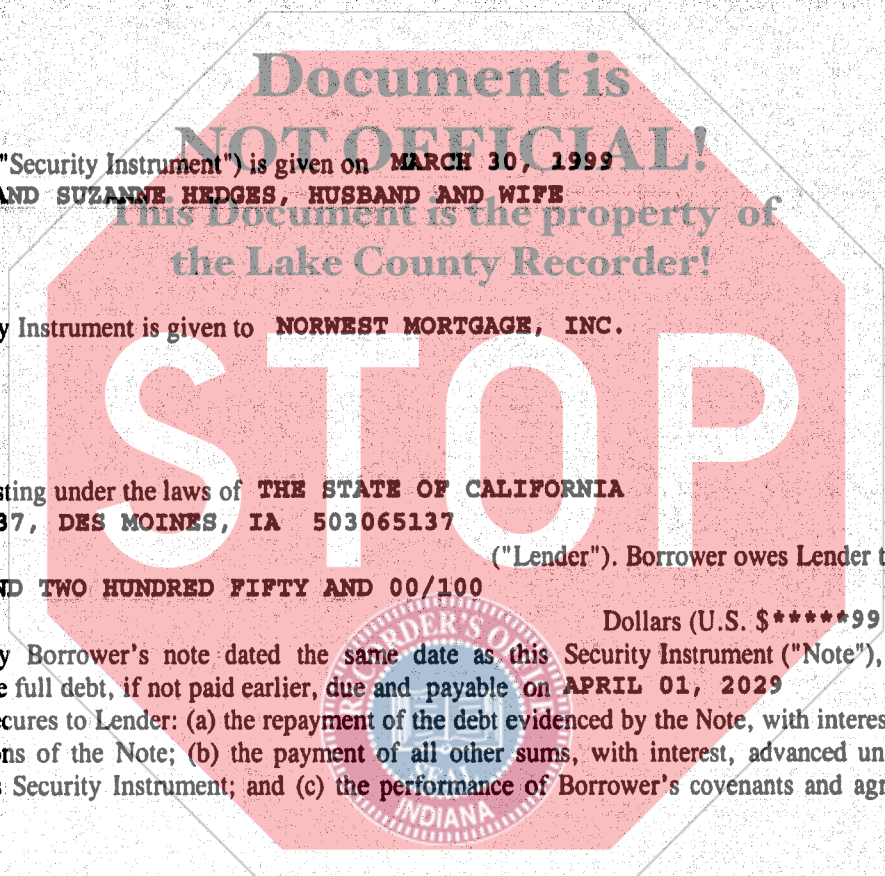 Document is
NOT OFFICIAL!
"Security Instrument") is given on MARCH 30, 1999
AND SUZANNE HEDGES, HUSBAND AND WIFE
This Document is the property of
the Lake County Recorder!
y Instrument is given to NORWEST MORTGAGE, INC.
STOP
sting under the laws of THE STATE OF CALIFORNIA
37, DES MOINES, IA 503065137
("Lender"). Borrower owes Lender t
ND TWO HUNDRED FIFTY AND 00/100
Dollars (U.S. $*****99
y Borrower's note dated the same date as this Security Instrument ("Note"),
e full debt, if not paid earlier, due and payable on APRIL 01, 2029
cures to Lender: (a) the repayment of the debt evidenced by the Note, with interes
ons of the Note; (b) the payment of all other sums, with interest, advanced un
s Security Instrument; and (c) the performance of Borrower's covenants and agr
RECORDER'S OFFICE
SEAL
INDIANA